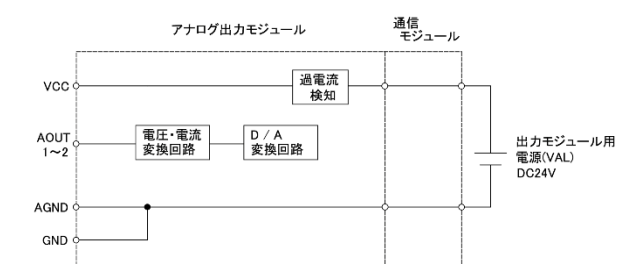 アナログ出力モジュール
通信
モジュール
VCC
過電流
検知
AOUT
1～2
電圧・電流
変換回路
D / A
変換回路
出力モジュール用
電源(VAL)
DC24V
AGND
GND